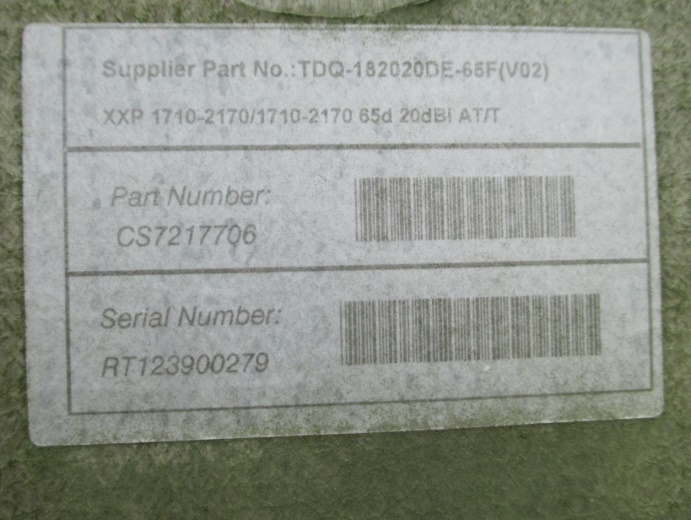 Supplier Part No.:TDQ-182020DE-65F(V02)
XXP 1710-2170/1710-2170 65d 20dBi AT/T
Part Number:
CS7217706
Serial Number:
RT123900279